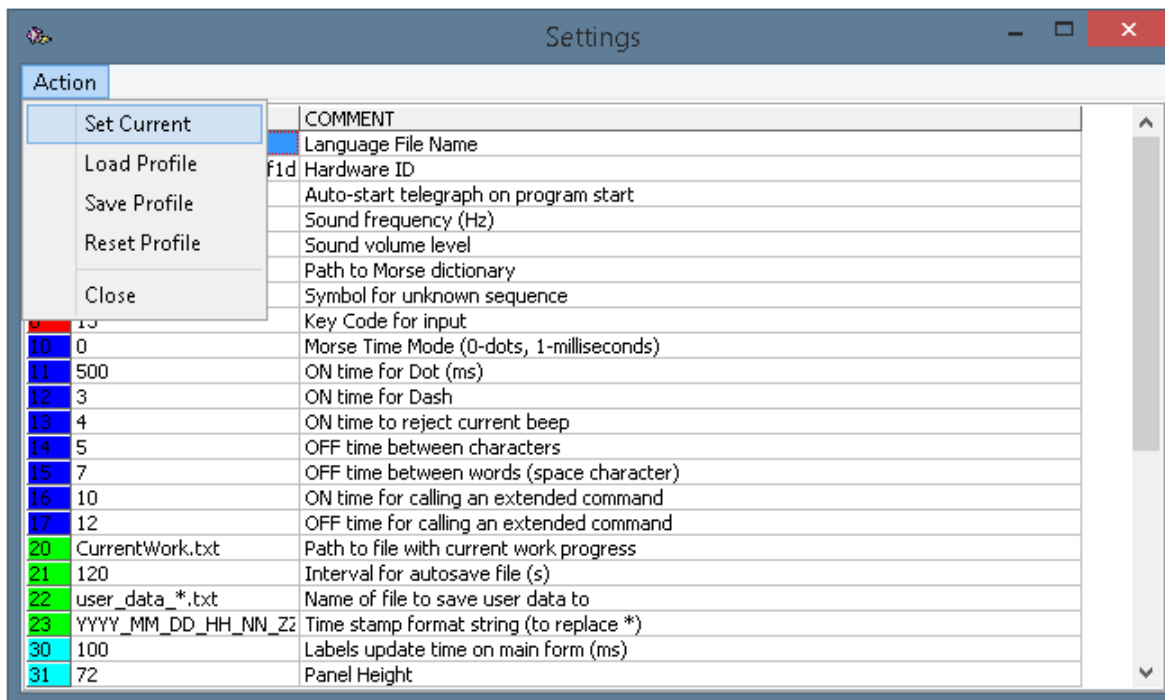 Settings
Action
Set Current
Load Profile
Save Profile
Reset Profile
Close
COMMENT
Language File Name
f1d Hardware ID
Auto-start telegraph on program start
Sound frequency (Hz)
Sound volume level
Path to Morse dictionary
Symbol for unknown sequence
Key Code for input
10 0 Morse Time Mode (0-dots, 1-milliseconds)
11 500 ON time for Dot (ms)
12 3 ON time for Dash
13 4 ON time to reject current beep
14 5 OFF time between characters
15 7 OFF time between words (space character)
16 10 ON time for calling an extended command
17 12 OFF time for calling an extended command
20 CurrentWork.txt Path to file with current work progress
21 120 Interval for autosave file (s)
22 user_data_*.txt Name of file to save user data to
23 YYYY_MM_DD_HH_NN_ZZ Time stamp format string (to replace *)
30 100 Labels update time on main form (ms)
31 72 Panel Height